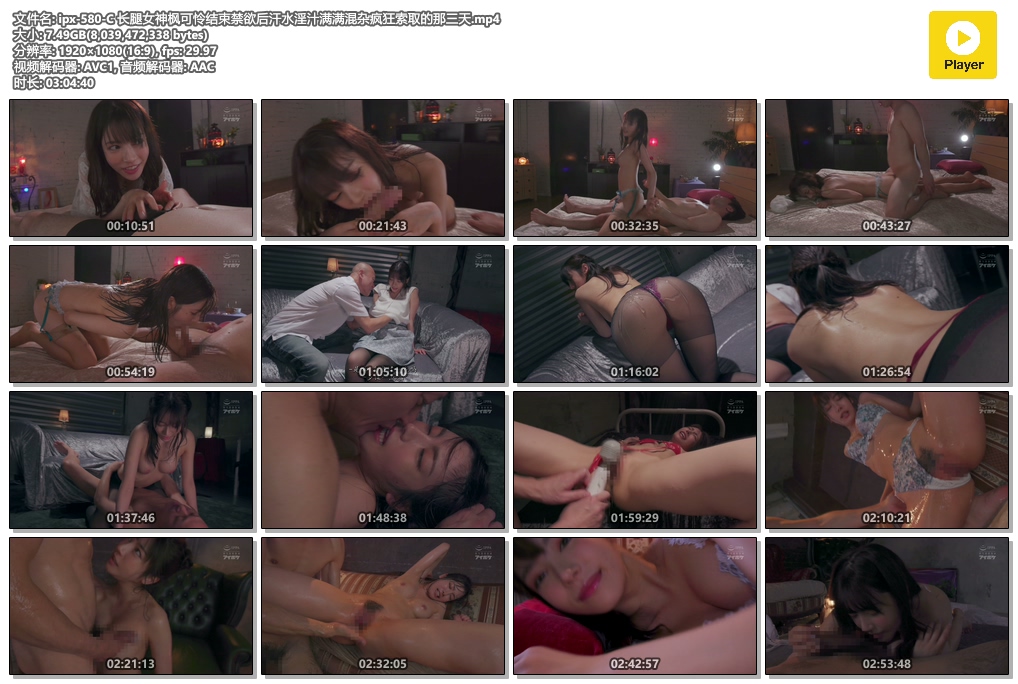 文件名: ipx-580-C 长腿女神枫可怜结束禁欲后汗水淫汁满满混杂疯狂索取的那三天.mp4
大小: 7.49GB(8,039,472,338 bytes)
分辨率: 1920×1080(16:9), fps: 29.97
视频解码器: AVC1, 音频解码器: AAC
时长: 03:04:40
Player
00:10:51
00:21:43
00:32:35
00:43:27
00:54:19
01:05:10
01:16:02
01:26:54
01:37:46
01:48:38
01:59:29
02:10:21
02:21:13
02:32:05
02:42:57
02:53:48